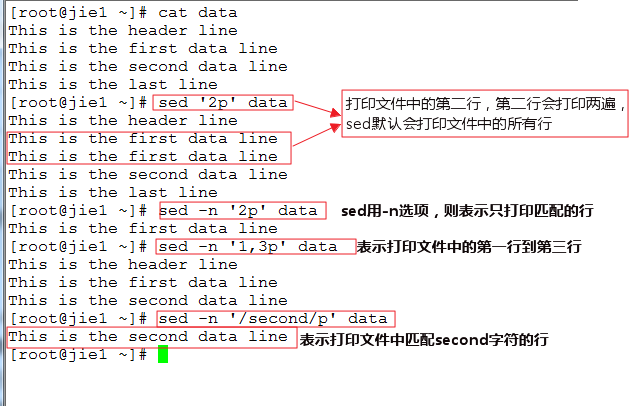 [root@jie1 ~]# cat data
This is the header line
This is the first data line
This is the second data line
This is the last line
[root@jie1 ~]# sed '2p' data
打印文件中的第二行，第二行会打印两遍，
sed默认会打印文件中的所有行
This is the header line
This is the first data line
This is the first data line
This is the second data line
This is the last line
[root@jie1 ~]# sed -n '2p' data sed用-n选项，则表示只打印匹配的行
This is the first data line
[root@jie1 ~]# sed -n '1,3p' data 表示打印文件中的第一行到第三行
This is the header line
This is the first data line
This is the second data line
[root@jie1 ~]# sed -n '/second/p' data
This is the second data line 表示打印文件中匹配second字符的行
[root@jie1 ~]#